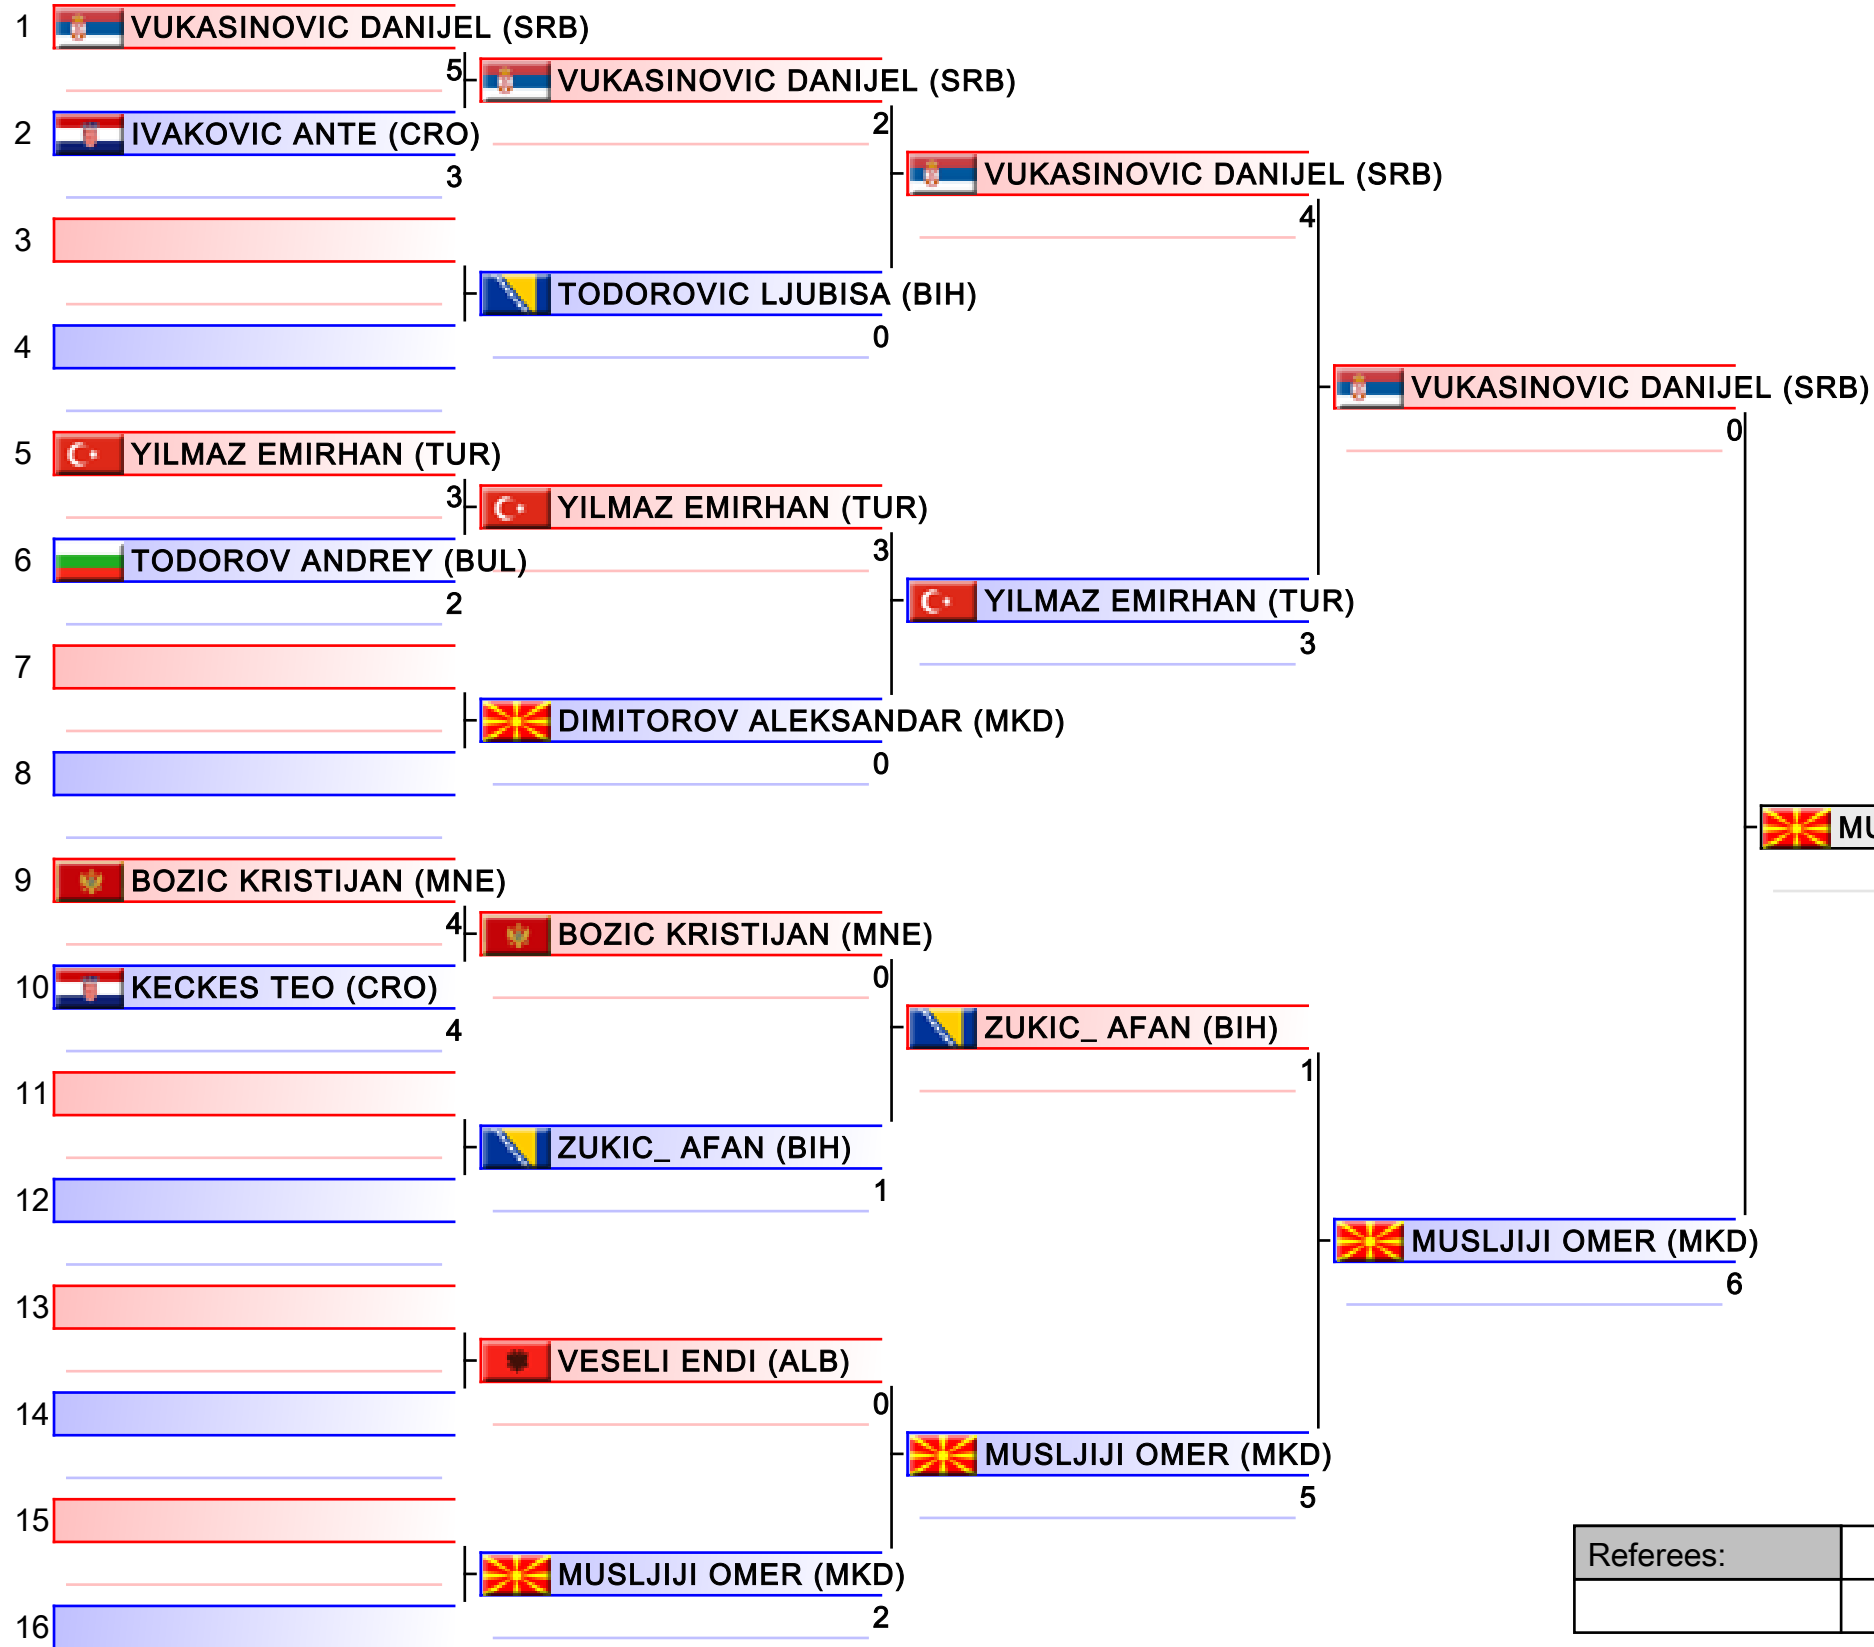 1 VUKASINOVIC DANIJEL (SRB)
5 VUKASINOVIC DANIJEL (SRB)
2 IVAKOVIC ANTE (CRO)
2
3
VUKASINOVIC DANIJEL (SRB)
4
3
TODOROVIC LJUBISA (BIH)
0
4
VUKASINOVIC DANIJEL (SRB)
0
5 YILMAZ EMIRHAN (TUR)
3 YILMAZ EMIRHAN (TUR)
6 TODOROV ANDREY (BUL)
3
2
YILMAZ EMIRHAN (TUR)
3
7
DIMITOROV ALEKSANDAR (MKD)
0
8
MU
9 BOZIC KRISTIJAN (MNE)
4 BOZIC KRISTIJAN (MNE)
10 KECKES TEO (CRO)
0
4
ZUKIC_ AFAN (BIH)
1
11
ZUKIC_ AFAN (BIH)
1
12
MUSLJIJI OMER (MKD)
6
13
VESELI ENDI (ALB)
0
14
MUSLJIJI OMER (MKD)
5
15
MUSLJIJI OMER (MKD)
2
16
Referees: